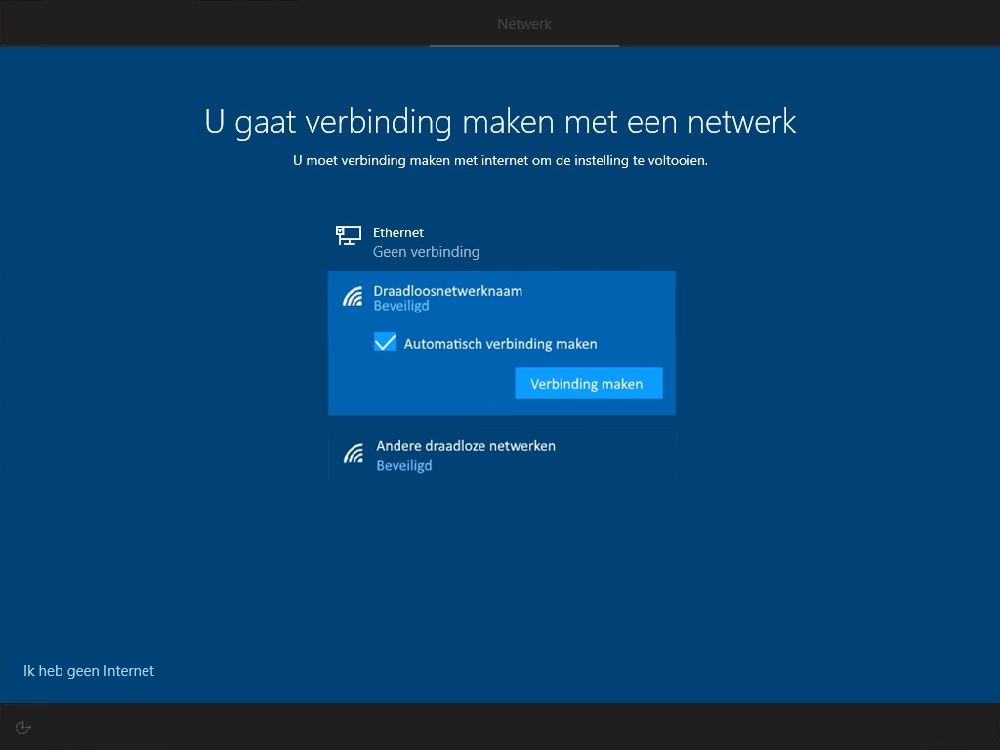 Netwerk
U gaat verbinding maken met een netwerk
U moet verbinding maken met internet om de instelling te voltooien.
Ethernet
Geen verbinding
Draadloosnetwerknaam
Beveiligd
Automatisch verbinding maken
Verbinding maken
Andere draadloze netwerken
Beveiligd
Ik heb geen Internet